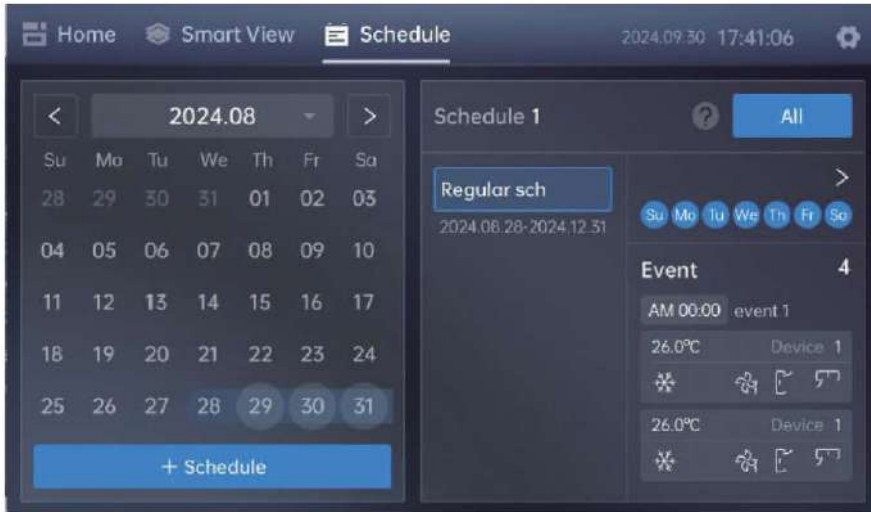 Home Smart View Schedule 2024.09.30 17:41:06
< 2024.08 >
Su Mo Tu We Th Fr Sa
28 29 30 31 01 02 03
04 05 06 07 08 09 10
11 12 13 14 15 16 17
18 19 20 21 22 23 24
25 26 27 28 29 30 31
+ Schedule
Schedule 1 ? All
Regular sch
2024.08.28-2024.12.31
>
Su Mo Tu We Th Fr Sa
Event 4
AM 00:00 event 1
26.0°C Device 1
26.0°C Device 1